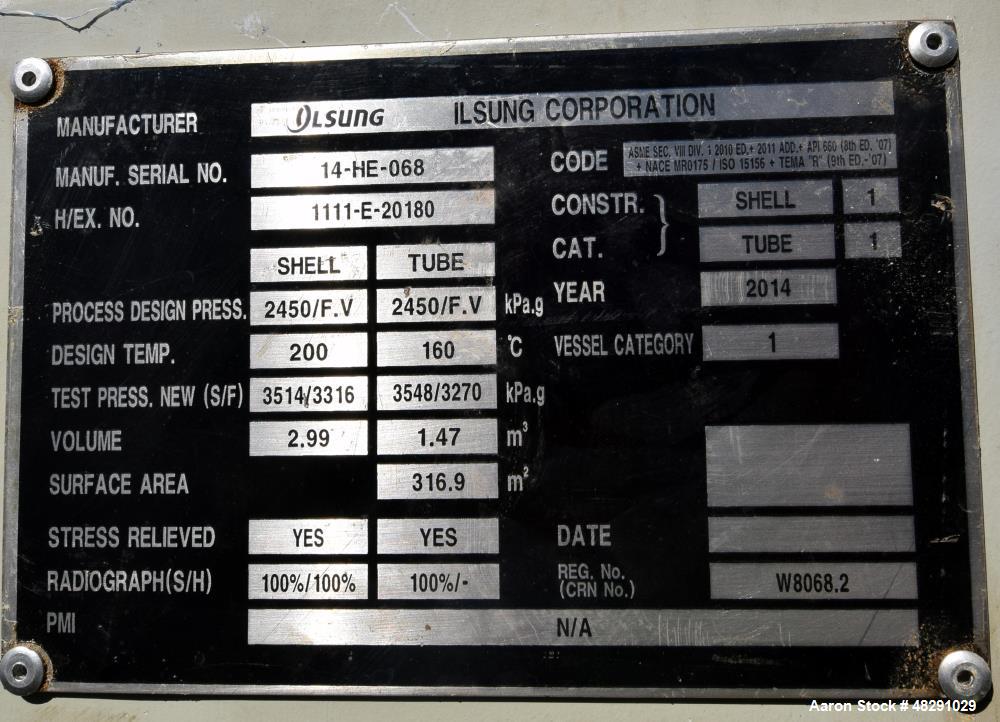 MANUFACTURER ILSUNG ILSUNG CORPORATION
MANUF. SERIAL NO. 14-HE-068
H/EX. NO. 1111-E-20180
CODE ASME SEC. VIII DIV. 1 2010 ED.+ 2011 ADD.+ API 660 (8th ED. '07)
+ NACE MR0175 / ISO 15156 + TEMA "R" (9th ED.-'07)
CONSTR. SHELL 1
CAT. TUBE 1
YEAR 2014
VESSEL CATEGORY 1
SHELL TUBE
PROCESS DESIGN PRESS. 2450/F.V 2450/F.V kPa.g
DESIGN TEMP. 200 160 °C
TEST PRESS. NEW (S/F) 3514/3316 3548/3270 kPa.g
VOLUME 2.99 1.47 m³
SURFACE AREA 316.9 m²
STRESS RELIEVED YES YES
RADIOGRAPH(S/H) 100%/100% 100%/-
DATE
REG. No.
(CRN No.) W8068.2
PMI N/A
Aaron Stock # 48291029